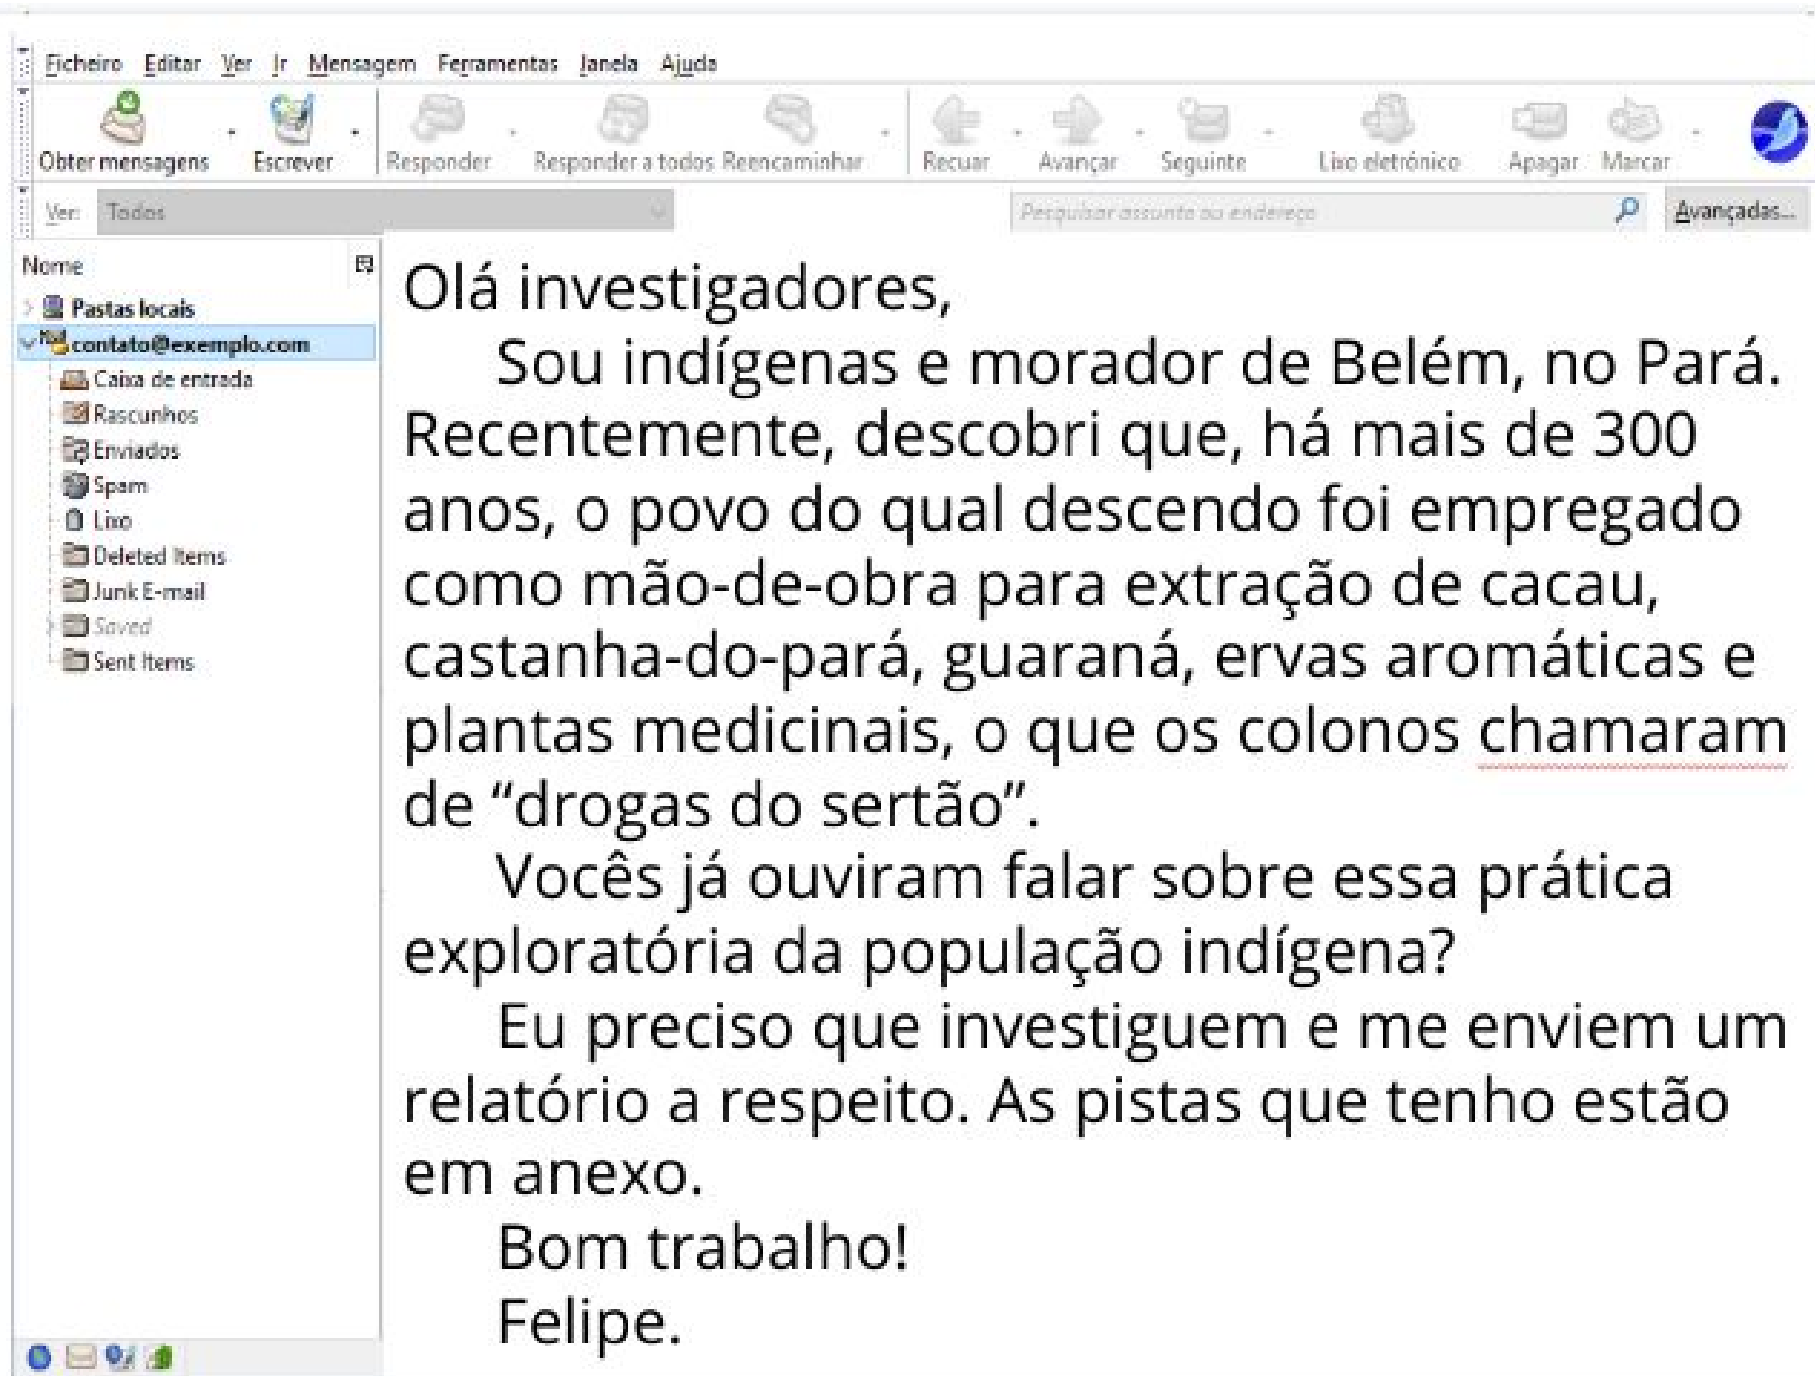 Ficheiro Editar Ver Ir Mensagem Ferramentas Janela Ajuda
Obter mensagens Escrever Responder Responder a todos Reencaminhar Recuar Avançar Seguinte Lixo eletrónico Apagar Marcar
Ver: Todos Pesquisar assunto ou endereço Avançadas...
Nome
Pastas locais
contato@exemplo.com
Caixa de entrada
Rascunhos
Enviados
Spam
Lixo
Deleted Items
Junk E-mail
Saved
Sent Items
Olá investigadores,
Sou indígenas e morador de Belém, no Pará.
Recentemente, descobri que, há mais de 300
anos, o povo do qual descendo foi empregado
como mão-de-obra para extração de cacau,
castanha-do-pará, guaraná, ervas aromáticas e
plantas medicinais, o que os colonos chamaram
de “drogas do sertão”.
Vocês já ouviram falar sobre essa prática
exploratória da população indígena?
Eu preciso que investiguem e me enviem um
relatório a respeito. As pistas que tenho estão
em anexo.
Bom trabalho!
Felipe.